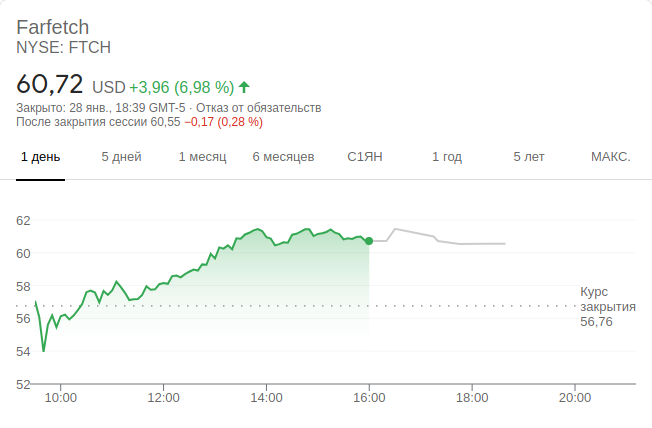 Farfetch
NYSE: FTCH
60,72 USD +3,96 (6,98 %)
Закрыто: 28 янв., 18:39 GMT-5 · Отказ от обязательств
После закрытия сессии 60,55 −0,17 (0,28 %)
1 день 5 дней 1 месяц 6 месяцев С1ЯН 1 год 5 лет МАКС.
62
60
58
Курс
закрытия
56,76
56
54
52
10:00 12:00 14:00 16:00 18:00 20:00